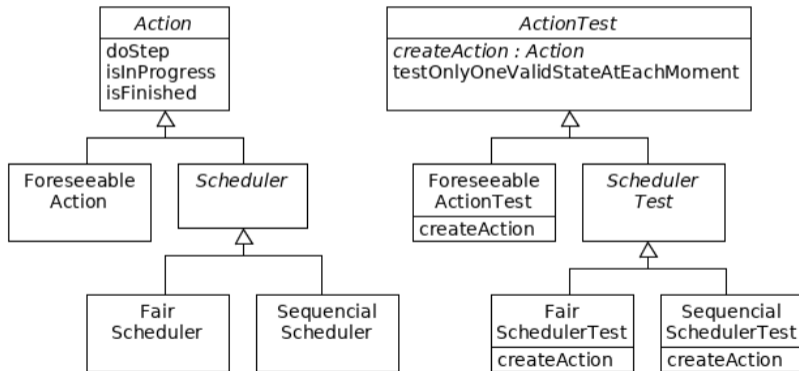 Action
doStep
isInProgress
isFinished
ActionTest
createAction : Action
testOnlyOneValidStateAtEachMoment
Foreseeable
Action
Scheduler
Foreseeable
ActionTest
createAction
Scheduler
Test
Fair
Scheduler
Sequencial
Scheduler
Fair
SchedulerTest
createAction
Sequencial
SchedulerTest
createAction